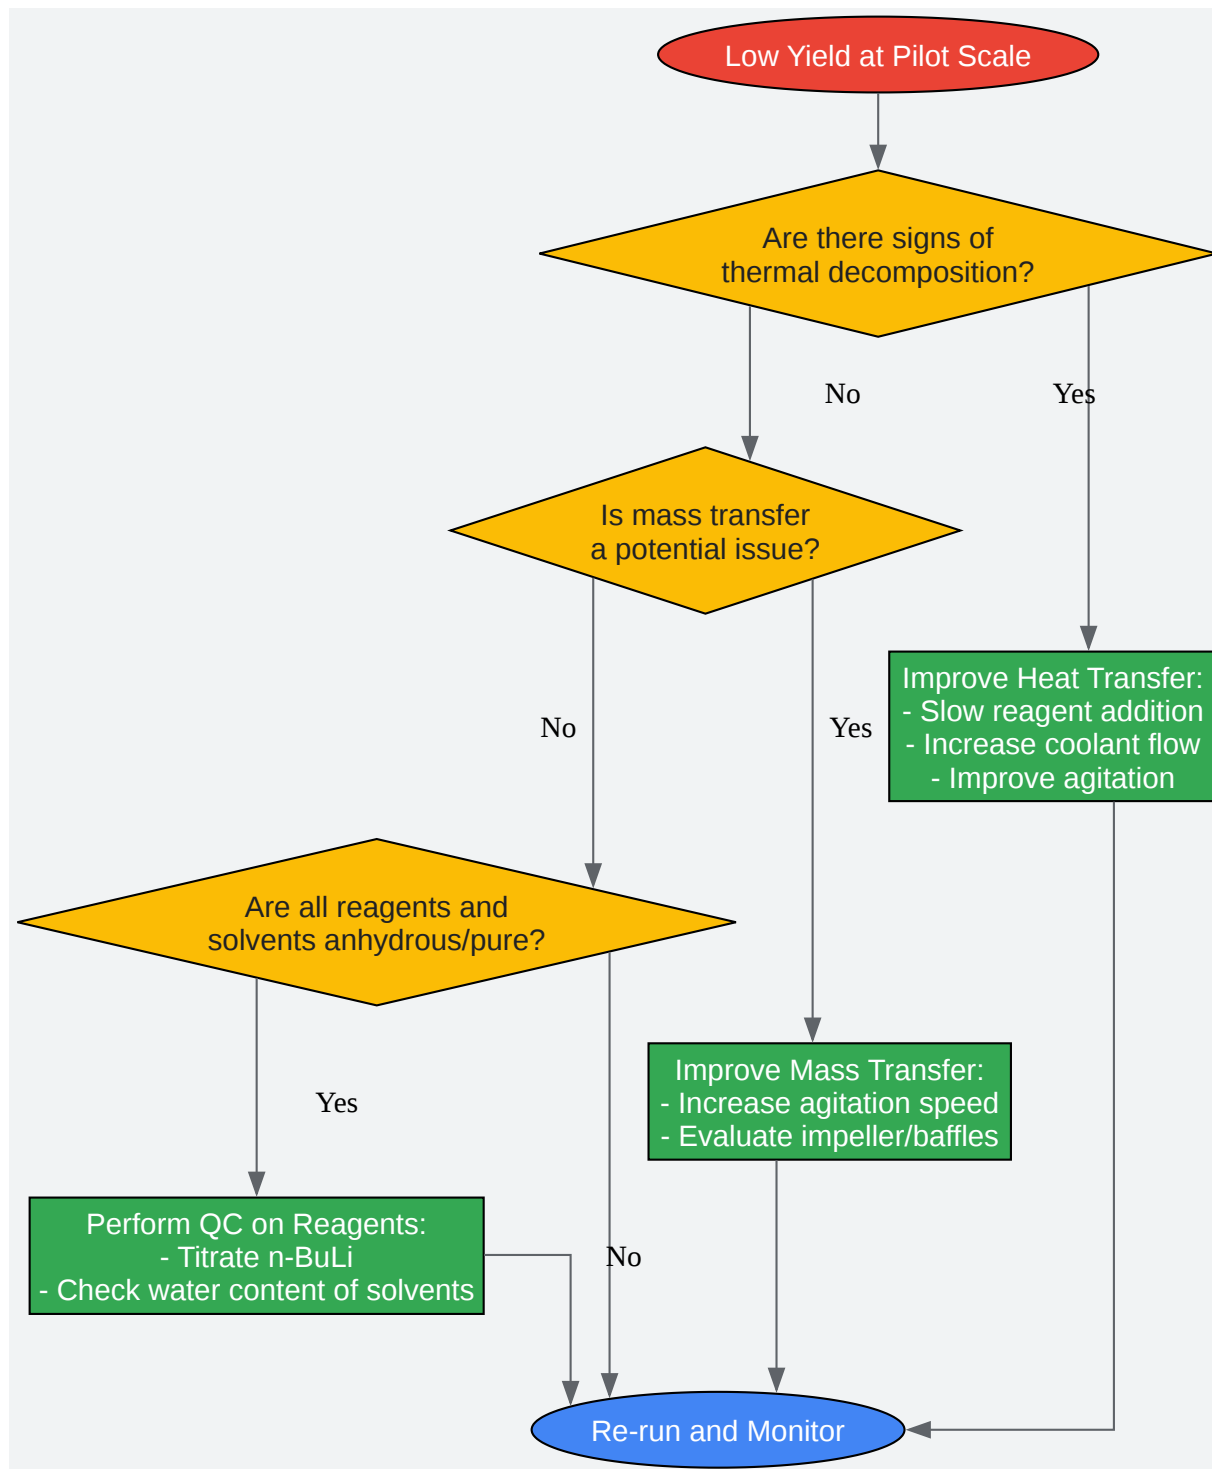 Low Yield at Pilot Scale
Are there signs of
thermal decomposition?
No
Yes
Is mass transfer
a potential issue?
Improve Heat Transfer:
- Slow reagent addition
- Increase coolant flow
- Improve agitation
No
Yes
Are all reagents and
solvents anhydrous/pure?
Improve Mass Transfer:
- Increase agitation speed
- Evaluate impeller/baffles
Yes
Perform QC on Reagents:
- Titrate n-BuLi
- Check water content of solvents
No
Re-run and Monitor